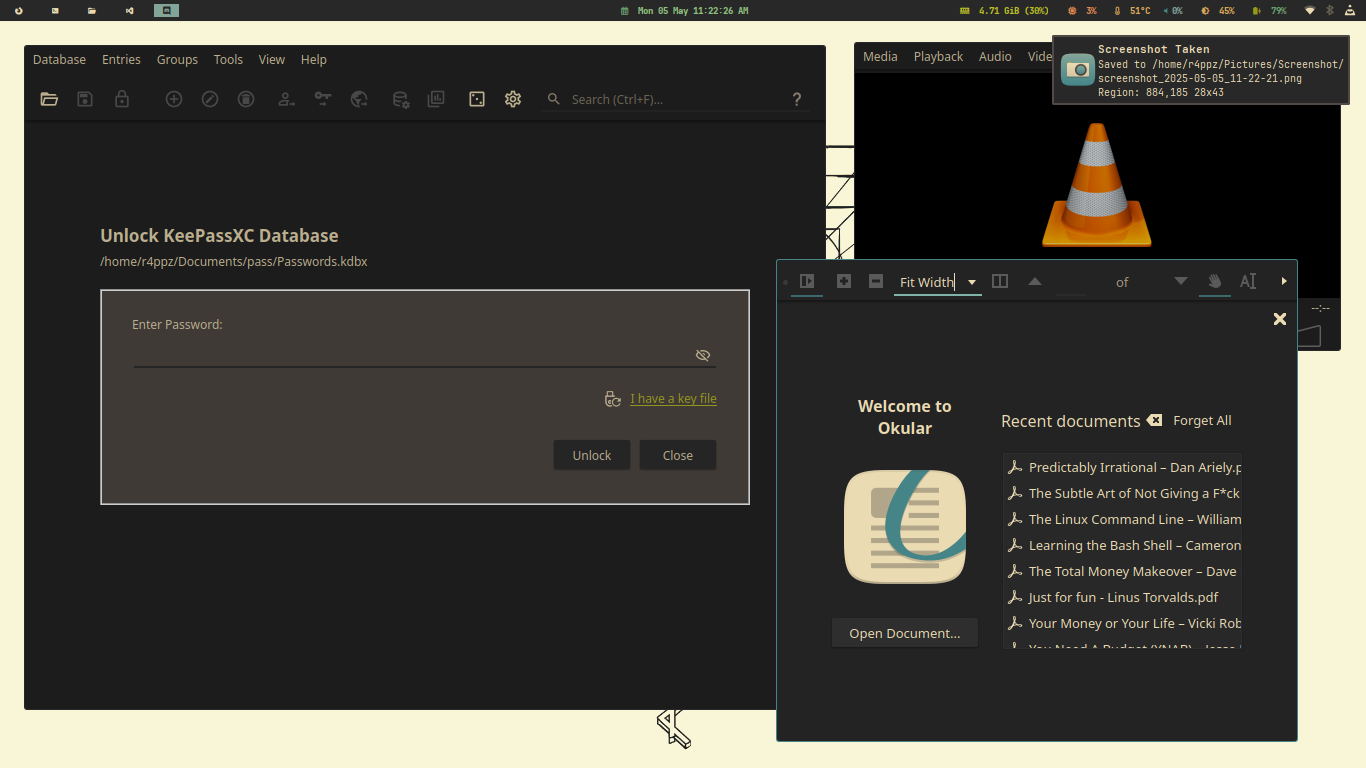 Mon 05 May 11:22:26 AM
4.71 GiB (30%)
3%
51°C
0%
45%
79%
Database Entries Groups Tools View Help
Search (Ctrl+F)...
?
Unlock KeePassXC Database
/home/r4ppz/Documents/pass/Passwords.kdbx
Enter Password:
I have a key file
Unlock
Close
Media Playback Audio Vide
Screenshot Taken
Saved to /home/r4ppz/Pictures/Screenshot/
screenshot_2025-05-05_11-22-21.png
Region: 884,185 28x43
--:--
Fit Width
of
Welcome to
Okular
Open Document...
Recent documents
Forget All
Predictably Irrational – Dan Ariely.p
The Subtle Art of Not Giving a F*ck
The Linux Command Line – William
Learning the Bash Shell – Cameron
The Total Money Makeover – Dave
Just for fun - Linus Torvalds.pdf
Your Money or Your Life – Vicki Rob
You Need A Budget (YNAB) – Jesse